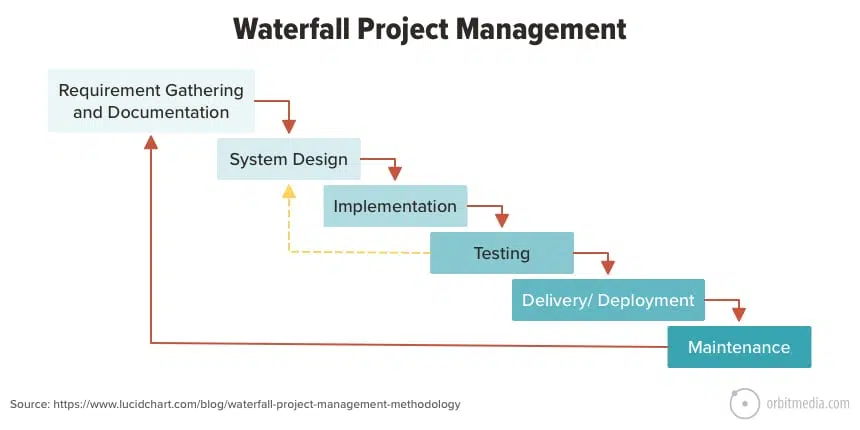 Waterfall Project Management
Requirement Gathering
and Documentation
System Design
Implementation
Testing
Delivery/ Deployment
Maintenance
Source: https://www.lucidchart.com/blog/waterfall-project-management-methodology
orbitmedia.com